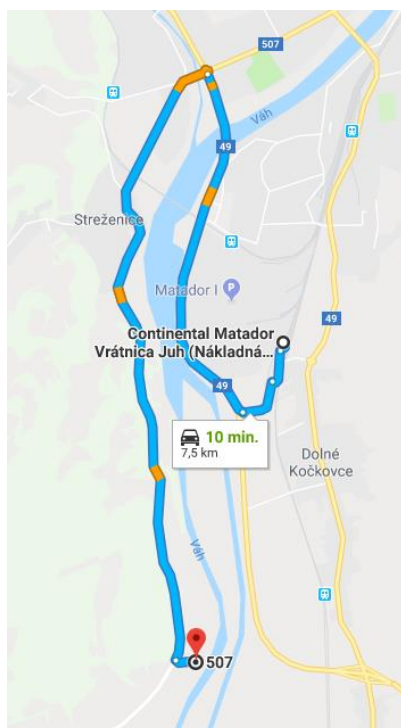 507
Váh
49
Streženice
Matador I P
Continental Matador
Vrátnica Juh (Nákladná...
49
49
10 min.
7,5 km
Dolné
Kočkovce
Váh
507